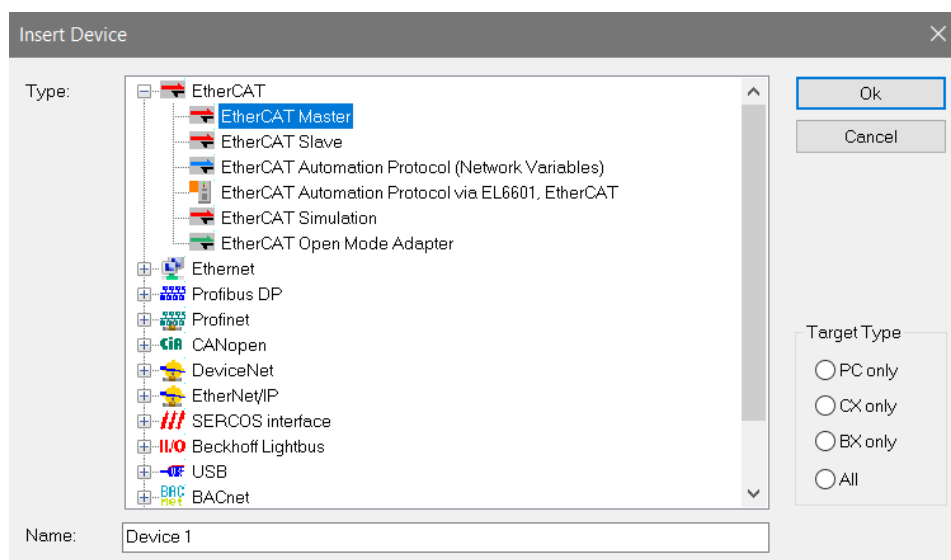 Insert Device
Type:
EtherCAT
EtherCAT Master
EtherCAT Slave
EtherCAT Automation Protocol (Network Variables)
EtherCAT Automation Protocol via EL6601, EtherCAT
EtherCAT Simulation
EtherCAT Open Mode Adapter
Ethernet
Profibus DP
Profinet
CiA CANopen
DeviceNet
EtherNet/IP
SERCOS interface
II/O Beckhoff Lightbus
USB
BACnet
Ok
Cancel
Target Type
PC only
CX only
BX only
All
Name:
Device 1